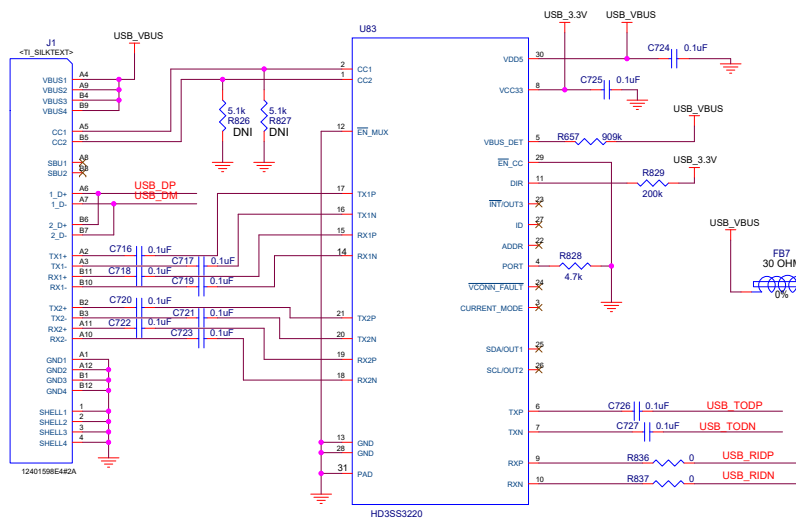 J1
<TI_SILKTEXT>
USB_VBUS
VBUS1 A4
VBUS2 A9
VBUS3 B4
VBUS4 B9
CC1 A5
CC2 B5
SBU1 A8
SBU2
1_D+ A6 USB_DP
1_D- A7 USB_DM
2_D+ B6
2_D- B7
TX1+ A2 C716 0.1uF
TX1- A3 C717 0.1uF
RX1+ B11 C718 0.1uF
RX1- B10 C719 0.1uF
TX2+ B2 C720 0.1uF
TX2- B3 C721 0.1uF
RX2+ A11 C722 0.1uF
RX2- A10 C723 0.1uF
GND1 A1
GND2 A12
GND3 B1
GND4 B12
SHELL1 1
SHELL2 2
SHELL3 3
SHELL4 4
12401598E4#2A
5.1k
R826
DNI
5.1k
R827
DNI
U83
2 CC1
1 CC2
12 EN_MUX
17 TX1P
16 TX1N
15 RX1P
14 RX1N
21 TX2P
20 TX2N
19 RX2P
18 RX2N
13 GND
28 GND
31 PAD
VDD5 30
VCC33 8
VBUS_DET 5
EN_CC 29
DIR 11
INT/OUT3 23
ID 27
ADDR 22
PORT 4
VCONN_FAULT 24
CURRENT_MODE 3
SDA/OUT1 25
SCL/OUT2 26
TXP 6
TXN 7
RXP 9
RXN 10
HD3SS3220
USB_3.3V
USB_VBUS
C724 0.1uF
C725 0.1uF
USB_VBUS
R657 909k
R829
200k
USB_3.3V
R828
4.7k
USB_VBUS
FB7
30 OHM
0%
C726 0.1uF USB_TODP
C727 0.1uF USB_TODN
R836 0 USB_RIDP
R837 0 USB_RIDN